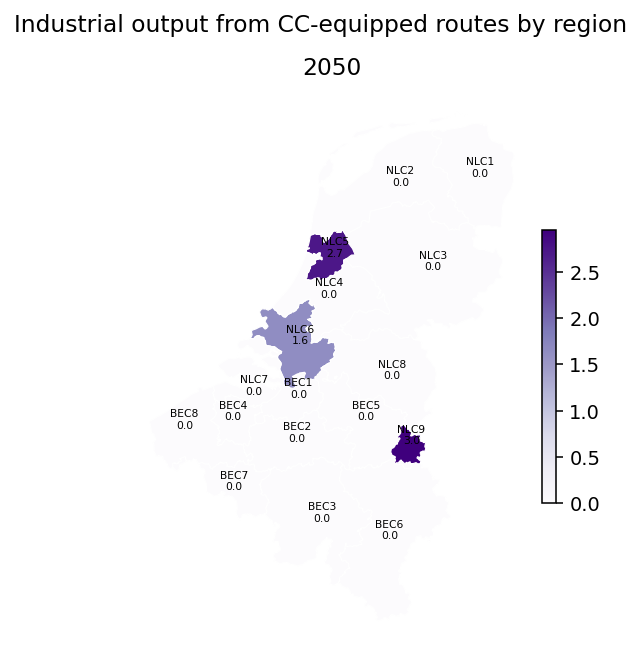 Industrial output from CC-equipped routes by region
2050
NLC1
0.0
NLC2
0.0
NLC5
2.7
NLC3
0.0
NLC4
0.0
NLC6
1.6
NLC8
0.0
NLC7
0.0
BEC1
0.0
BEC8
0.0
BEC4
0.0
BEC5
0.0
BEC2
0.0
NLC9
3.0
BEC7
0.0
BEC3
0.0
BEC6
0.0
2.5
2.0
1.5
1.0
0.5
0.0